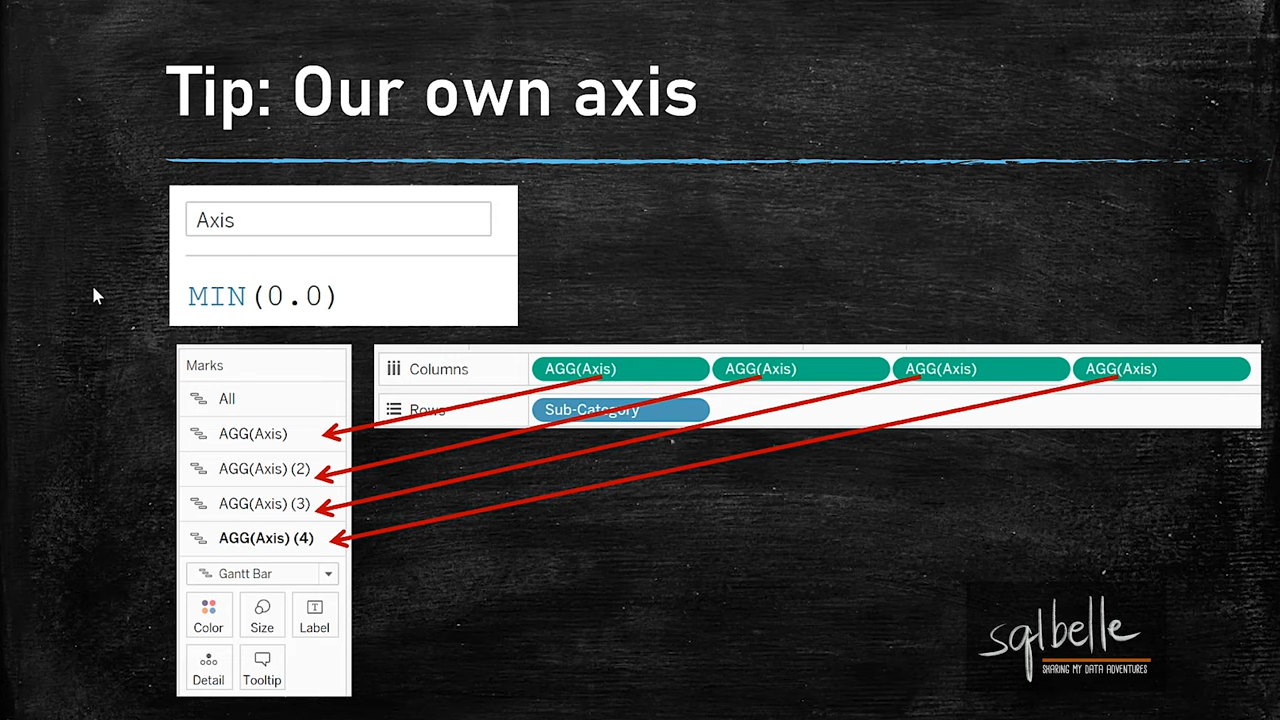 Tip: Our own axis
Axis
MIN(0.0)
Marks
All
AGG(Axis)
AGG(Axis) (2)
AGG(Axis) (3)
AGG(Axis) (4)
Gantt Bar
Color Size Label
Detail Tooltip
Columns AGG(Axis) AGG(Axis) AGG(Axis) AGG(Axis)
Rows Sub-Category
sqlbelle
SHARING MY DATA ADVENTURES